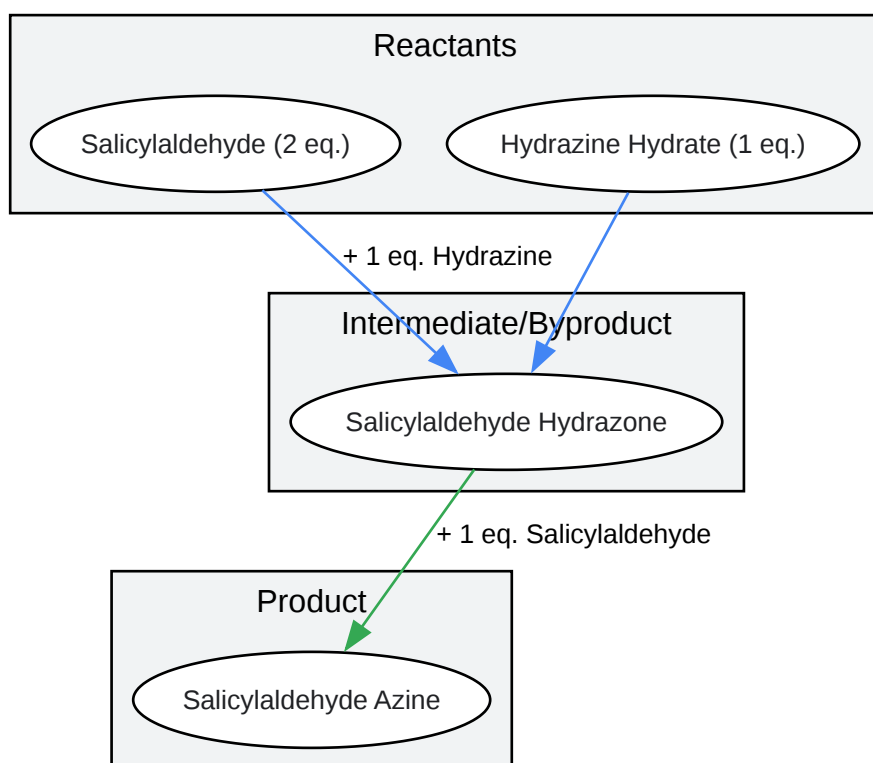 Reactants
Salicylaldehyde (2 eq.)
Hydrazine Hydrate (1 eq.)
+ 1 eq. Hydrazine
Intermediate/Byproduct
Salicylaldehyde Hydrazone
+ 1 eq. Salicylaldehyde
Product
Salicylaldehyde Azine